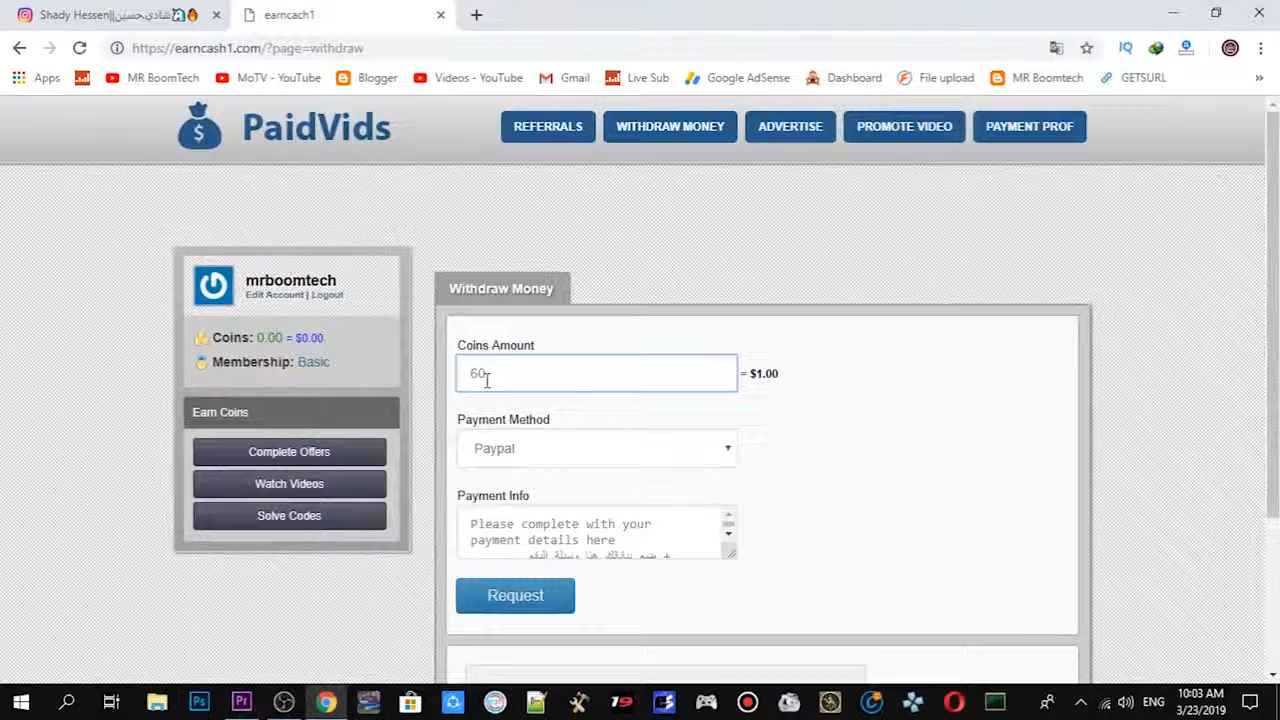 Shady Hessen||شادى.حسين
earncach1
https://earncash1.com/?page=withdraw
Apps
MR BoomTech
MoTV - YouTube
Blogger
Videos - YouTube
Gmail
Live Sub
Google AdSense
Dashboard
File upload
MR Boomtech
GETSURL
»
PaidVids
REFERRALS
WITHDRAW MONEY
ADVERTISE
PROMOTE VIDEO
PAYMENT PROF
mrboomtech
Edit Account | Logout
Coins: 0.00 = $0.00
Membership: Basic
Earn Coins
Complete Offers
Watch Videos
Solve Codes
Withdraw Money
Coins Amount
60
= $1.00
Payment Method
Paypal
Payment Info
Please complete with your
payment details here
Request
ENG
10:03 AM
3/23/2019